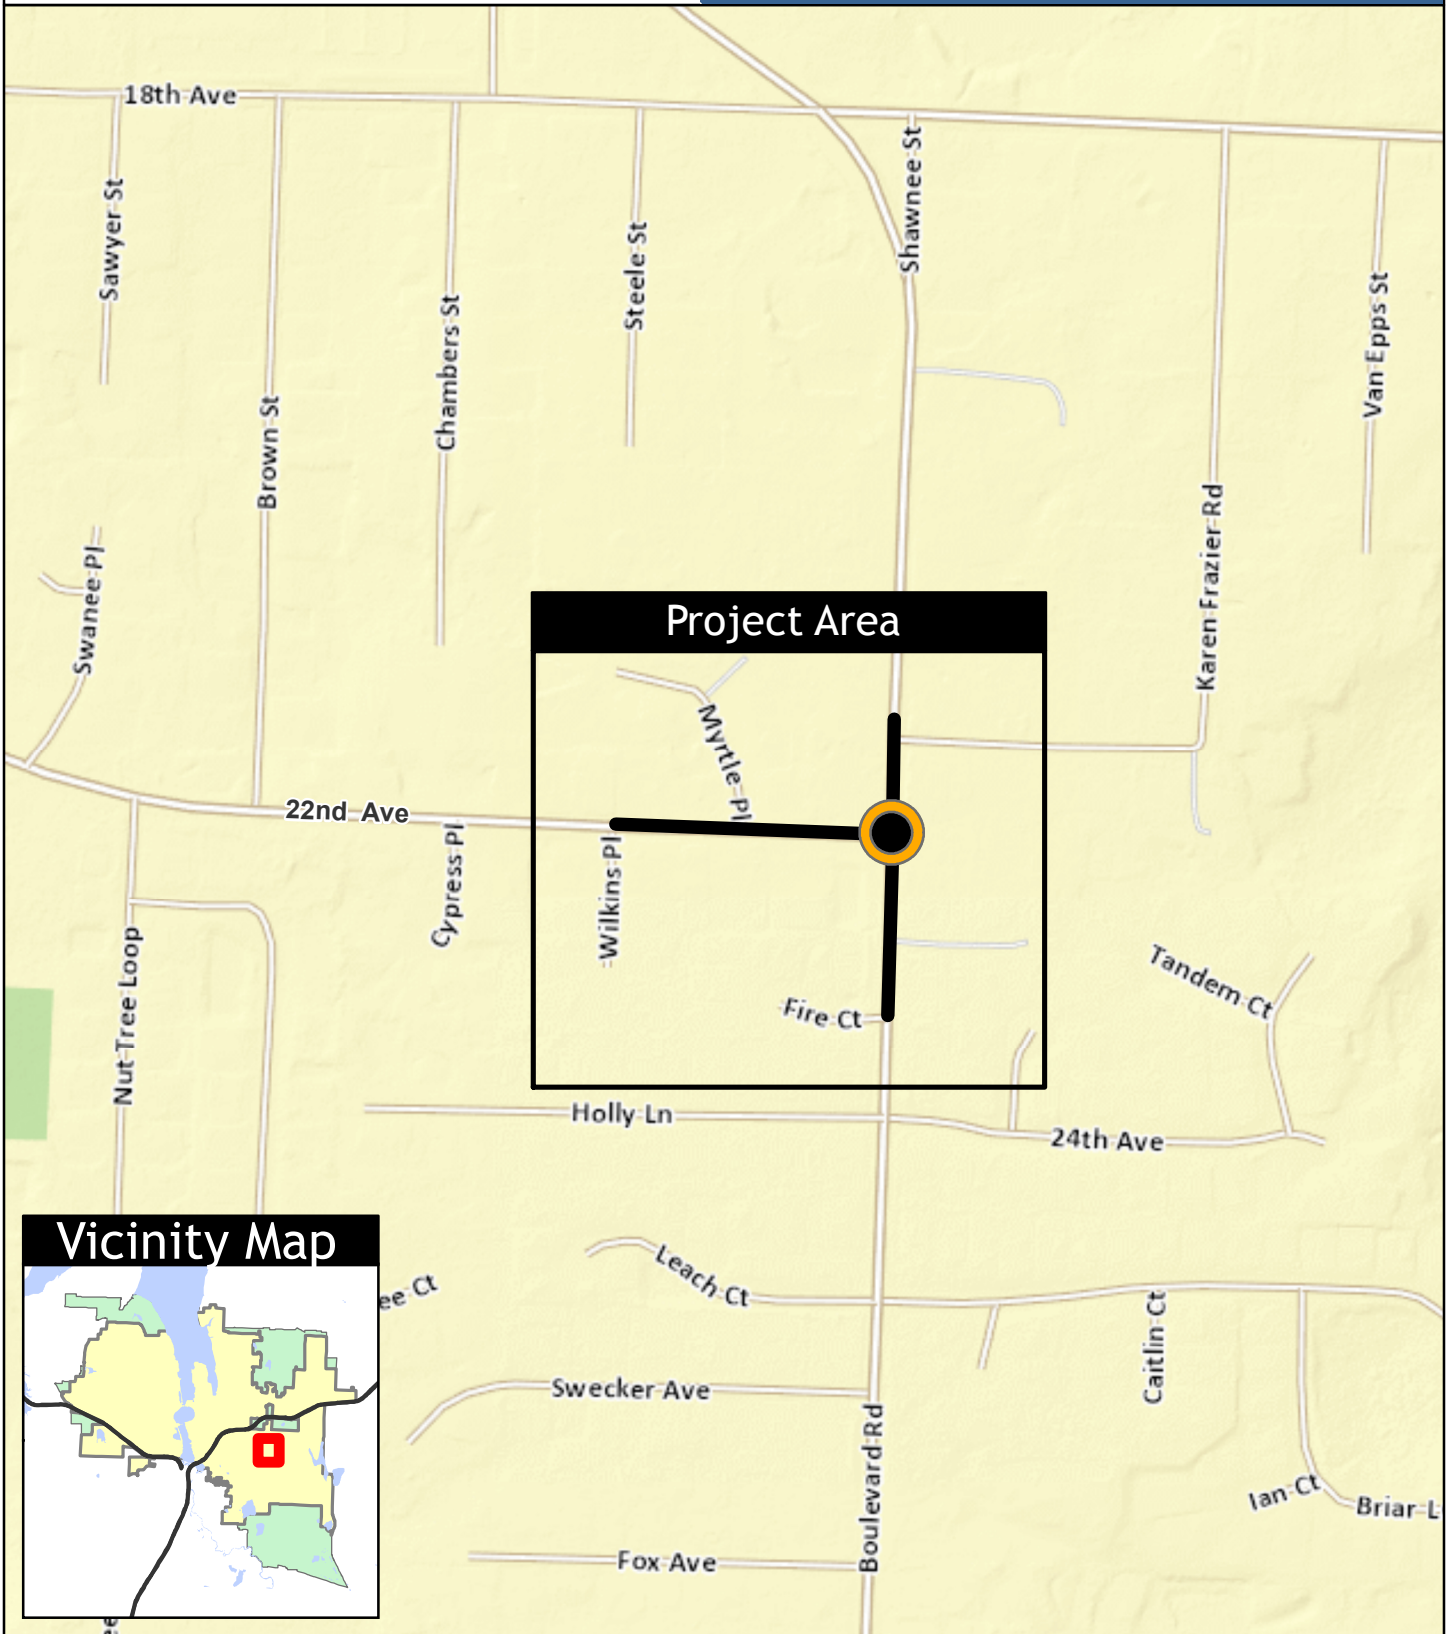 18th Ave
Sawyer St
Brown St
Chambers St
Steele St
Shawnee St
Van Epps St
Karen Frazier Rd
Swanee Pl
Project Area
Myrtle Pl
22nd Ave
Cypress Pl
Wilkins Pl
Nut Tree Loop
Tandem Ct
Fire Ct
Holly Ln
24th Ave
Vicinity Map
ee Ct
Leach Ct
Caitlin Ct
Swecker Ave
Boulevard Rd
Ian Ct
Briar L
Fox Ave